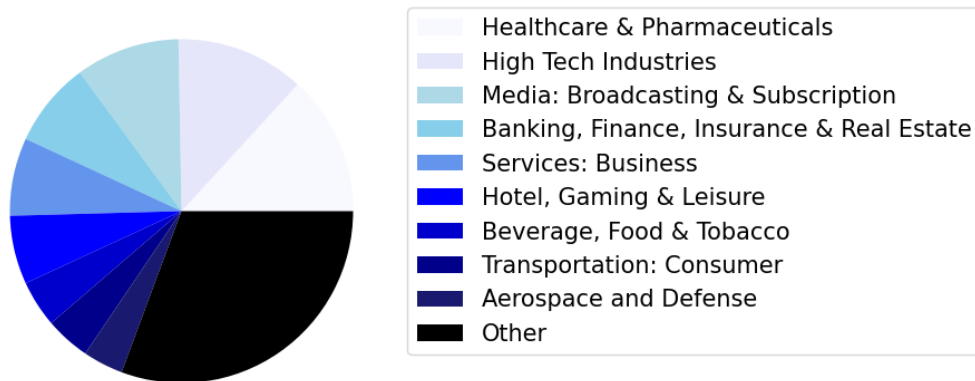 Healthcare & Pharmaceuticals
High Tech Industries
Media: Broadcasting & Subscription
Banking, Finance, Insurance & Real Estate
Services: Business
Hotel, Gaming & Leisure
Beverage, Food & Tobacco
Transportation: Consumer
Aerospace and Defense
Other